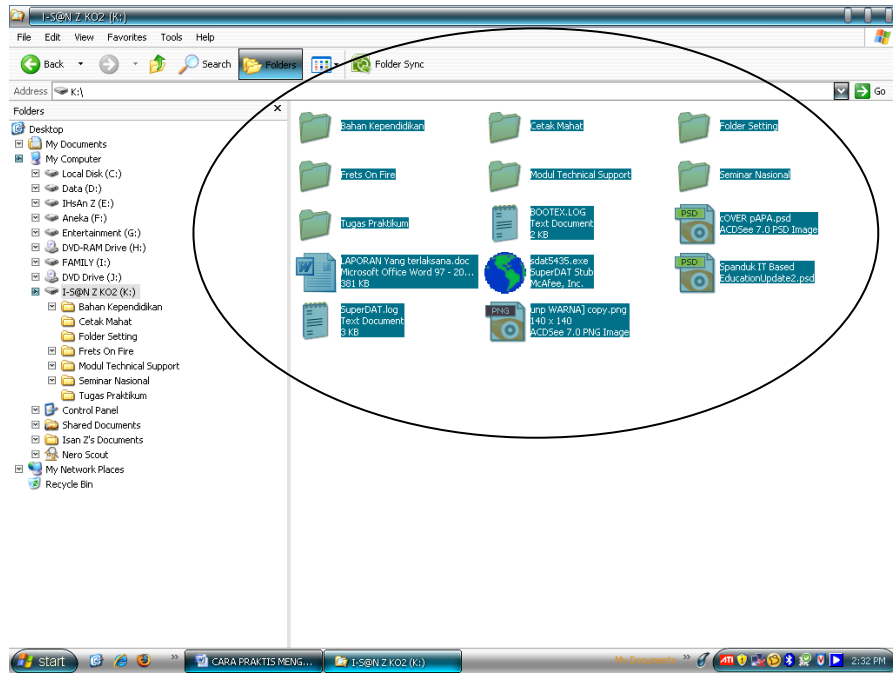 I-S@N Z KO2 (K:)
File Edit View Favorites Tools Help
Back Search Folders Folder Sync
Address K:\ Go
Folders x
Desktop
My Documents
My Computer
Local Disk (C:)
Data (D:)
IHsAn Z (E:)
Aneka (F:)
Entertainment (G:)
DVD-RAM Drive (H:)
FAMILY (I:)
DVD Drive (J:)
I-S@N Z KO2 (K:)
Bahan Kependidikan
Cetak Mahat
Folder Setting
Frets On Fire
Modul Technical Support
Seminar Nasional
Tugas Praktikum
Control Panel
Shared Documents
Isan Z's Documents
Nero Scout
My Network Places
Recycle Bin
Bahan Kependidikan
Cetak Mahat
Folder Setting
Frets On Fire
Modul Technical Support
Seminar Nasional
Tugas Praktikum
BOOTEX.LOG
Text Document
2 KB
PSD
cOVER pAPA.psd
ACDSee 7.0 PSD Image
LAPORAN Yang terlaksana.doc
Microsoft Office Word 97 - 20...
381 KB
sdat5435.exe
SuperDAT Stub
McAfee, Inc.
PSD
Spanduk IT Based
EducationUpdate2.psd
SuperDAT.log
Text Document
3 KB
PNG
unp WARNA] copy.png
140 x 140
ACDSee 7.0 PNG Image
start » CARA PRAKTIS MENG... I-S@N Z KO2 (K:) My Documents » ATI 2:32 PM